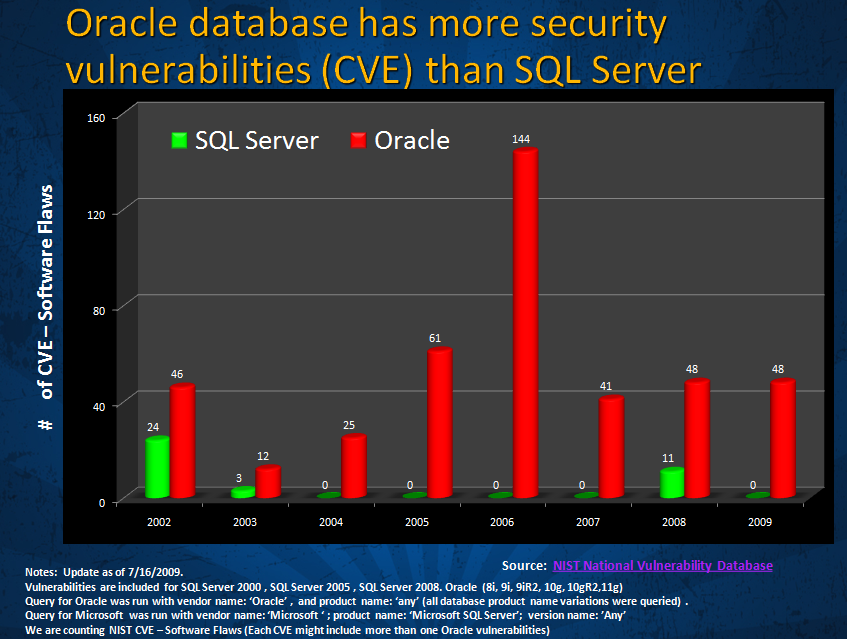 Oracle database has more security
vulnerabilities (CVE) than SQL Server
SQL Server Oracle
# of CVE – Software Flaws
160
120
80
40
0
24 46
3 12
0 25
0 61
0 144
0 41
11 48
0 48
2002 2003 2004 2005 2006 2007 2008 2009
Source: NIST National Vulnerability Database
Notes: Update as of 7/16/2009.
Vulnerabilities are included for SQL Server 2000 , SQL Server 2005 , SQL Server 2008. Oracle (8i, 9i, 9iR2, 10g, 10gR2,11g)
Query for Oracle was run with vendor name: ‘Oracle’ , and product name: ‘any’ (all database product name variations were queried) .
Query for Microsoft was run with vendor name: ‘Microsoft ‘ ; product name: ‘Microsoft SQL Server’; version name: ‘Any’
We are counting NIST CVE – Software Flaws (Each CVE might include more than one Oracle vulnerabilities)